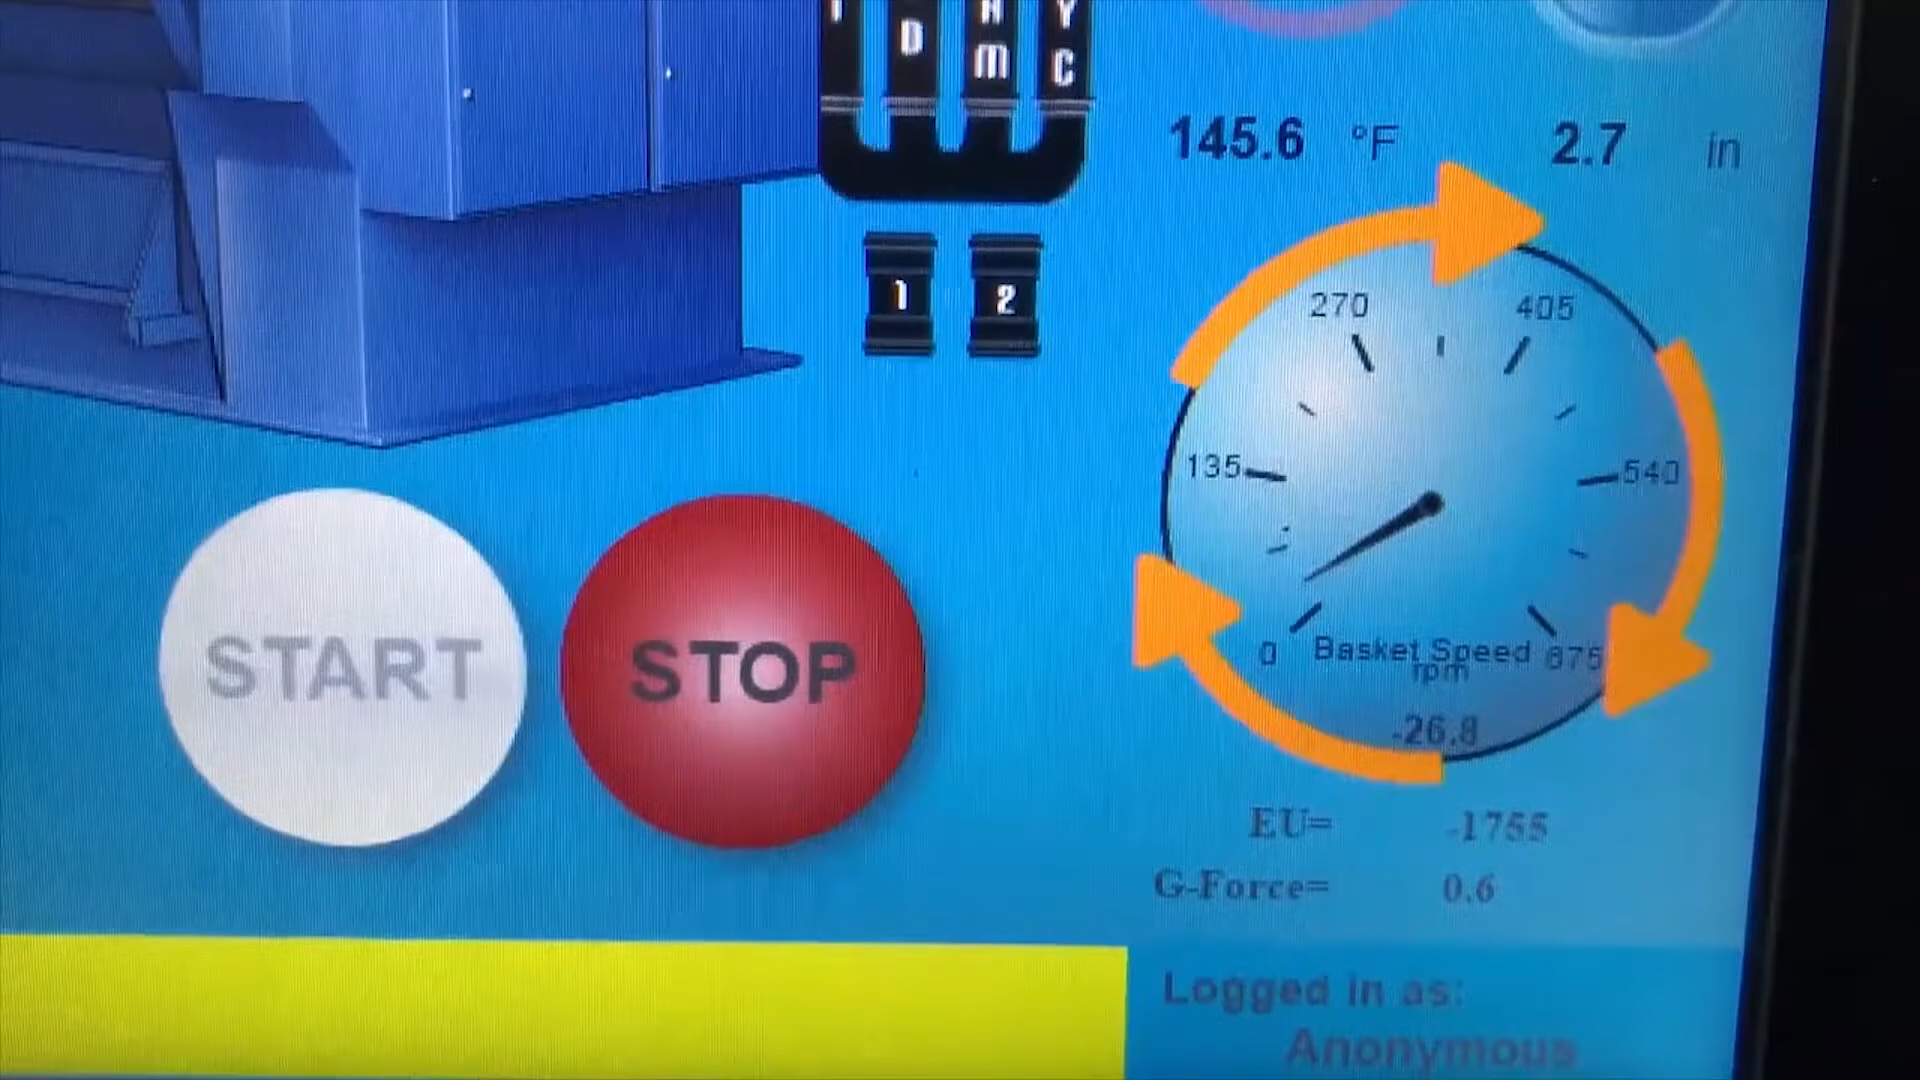 D
M
Y
C
145.6 °F
2.7 in
1
2
270
405
135
540
0
Basket Speed
675
rpm
-26.8
START
STOP
EU= -1755
G-Force= 0.6
Logged in as:
Anonymous